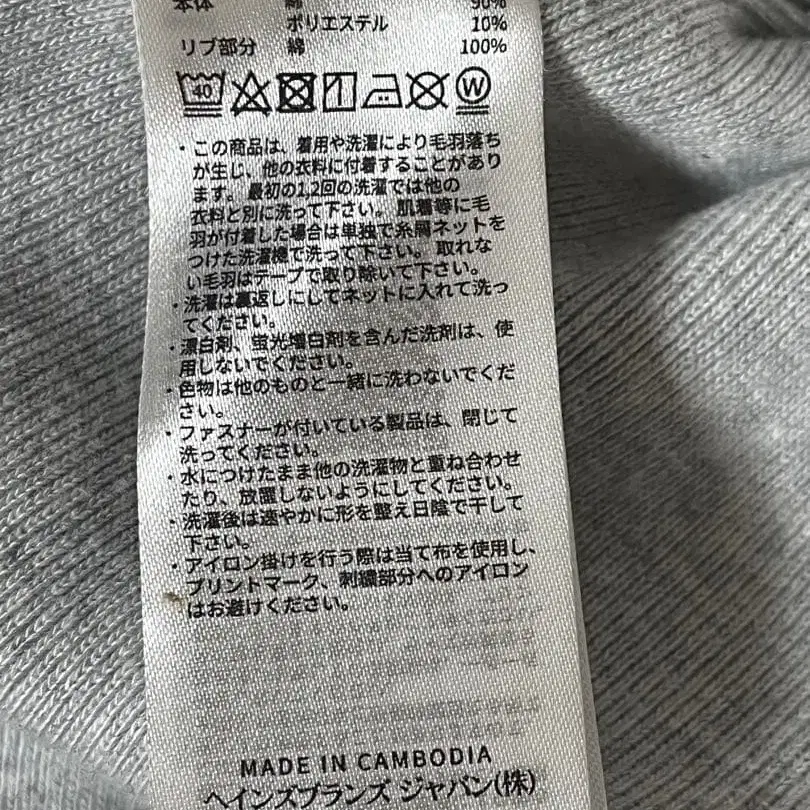 本体 綿 90%
ポリエステル 10%
リブ部分 綿 100%
40 W
・この商品は、着用や洗濯により毛羽落ち
が生じ、他の衣料に付着することがあり
ます。最初の1,2回の洗濯では他の
衣料と別に洗って下さい。肌着等に毛
羽が付着した場合は単独で糸屑ネットを
つけた洗濯機で洗って下さい。取れな
い毛羽はテープで取り除いて下さい。
・洗濯は裏返しにしてネットに入れて洗っ
てください。
・漂白剤、蛍光増白剤を含んだ洗剤は、使
用しないでください。
・色物は他のものと一緒に洗わないでくだ
さい。
・ファスナーが付いている製品は、閉じて
洗ってください。
・水につけたまま他の洗濯物と重ね合わせ
たり、放置しないようにしてください。
・洗濯後は速やかに形を整え日陰で干して
下さい。
・アイロン掛けを行う際は当て布を使用し、
プリントマーク、刺繍部分へのアイロン
はお避けください。
MADE IN CAMBODIA
ヘインズブランズ ジャパン(株)